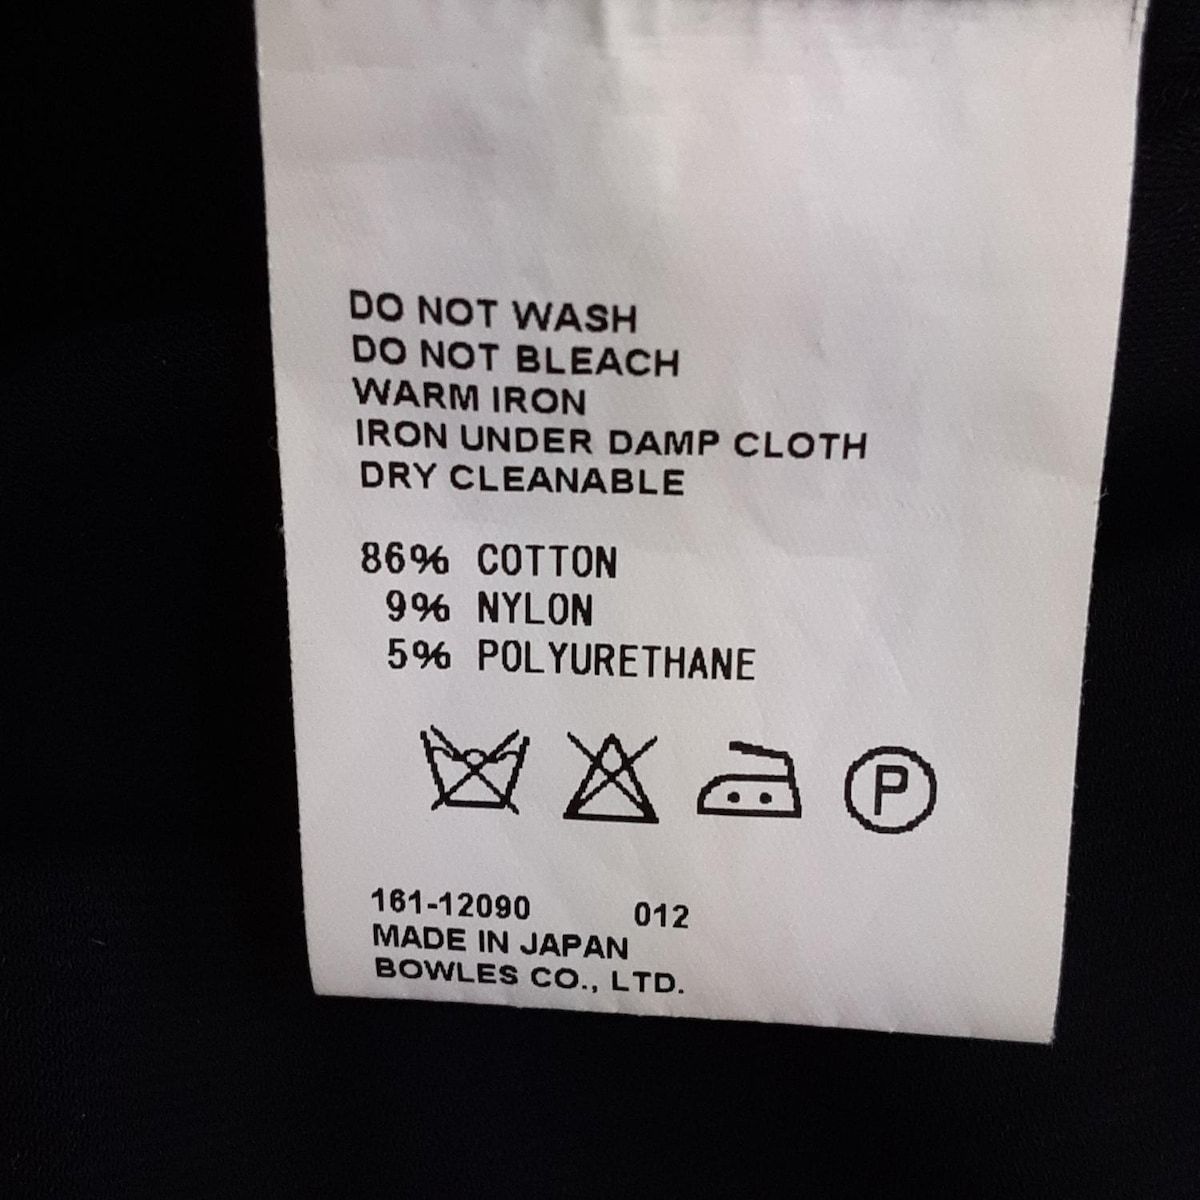 DO NOT WASH
DO NOT BLEACH
WARM IRON
IRON UNDER DAMP CLOTH
DRY CLEANABLE
86% COTTON
9% NYLON
5% POLYURETHANE
P
161-12090 012
MADE IN JAPAN
BOWLES CO., LTD.